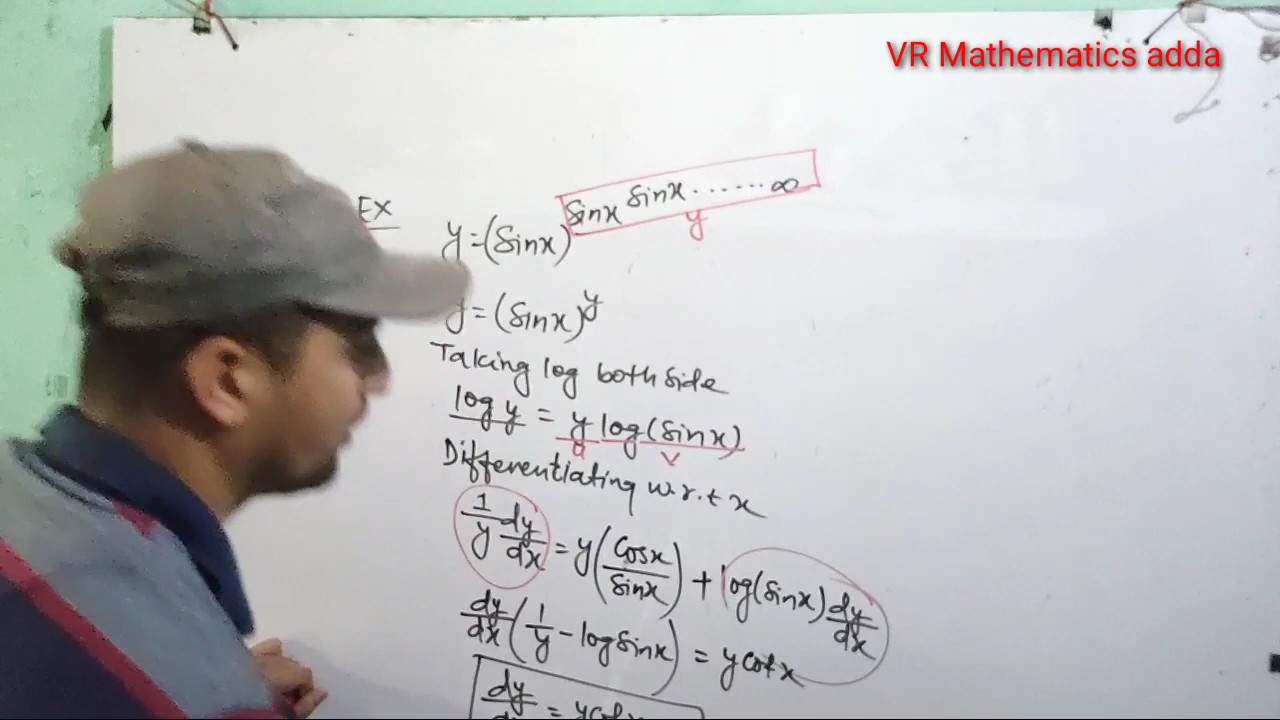 VR Mathematics adda
EX
y=(Sinx)^Sinx^Sinx.......∞
y
y=(Sinx)^y
Taking log both side
log y = y log(Sinx)
u v
Differentiating w.r.t x
1/y dy/dx = y(Cosx/Sinx) + log(Sinx) dy/dx
dy/dx (1/y - log Sinx) = y cot x